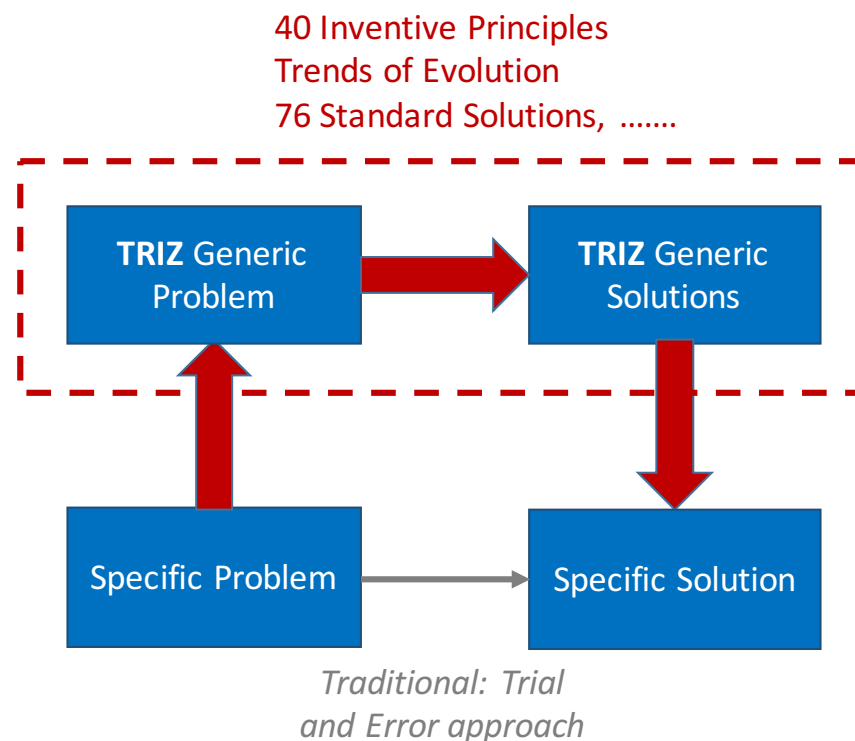 40 Inventive Principles
Trends of Evolution
76 Standard Solutions, .......
TRIZ Generic
Problem
TRIZ Generic
Solutions
Specific Problem
Specific Solution
Traditional: Trial
and Error approach